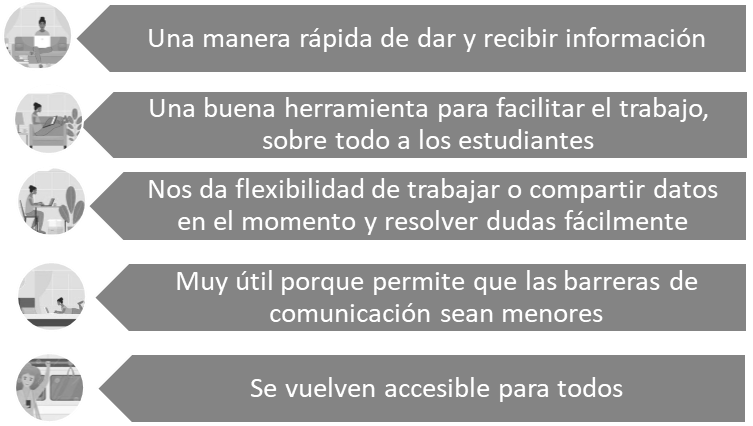 Una manera rápida de dar y recibir información
Una buena herramienta para facilitar el trabajo,
sobre todo a los estudiantes
Nos da flexibilidad de trabajar o compartir datos
en el momento y resolver dudas fácilmente
Muy útil porque permite que las barreras de
comunicación sean menores
Se vuelven accesible para todos